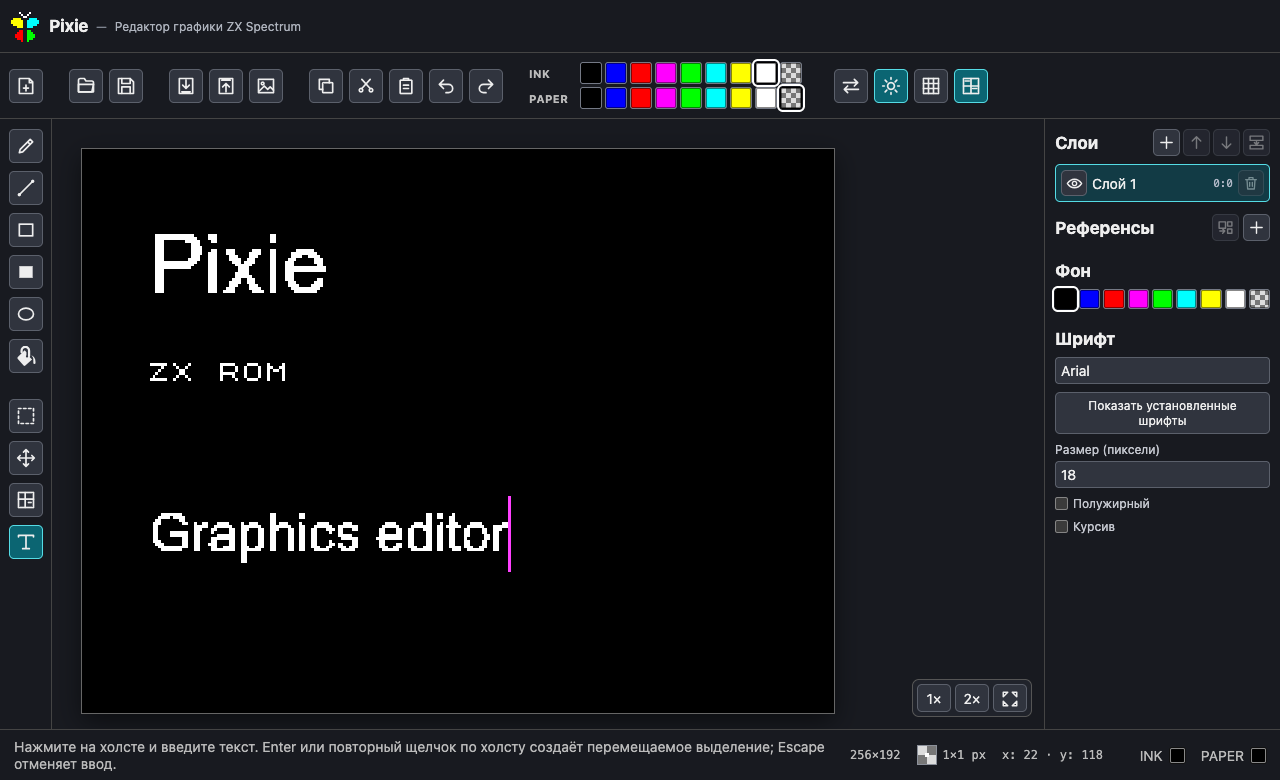 Pixie — Редактор графики ZX Spectrum
INK
PAPER
Pixie
ZX ROM
Graphics editor
1×
2×
Слои
Слой 1 0:0
Референсы
Фон
Шрифт
Arial
Показать установленные
шрифты
Размер (пиксели)
18
Полужирный
Курсив
Нажмите на холсте и введите текст. Enter или повторный щелчок по холсту создаёт перемещаемое выделение; Escape
отменяет ввод.
256×192 1×1 px x: 22 · y: 118 INK PAPER